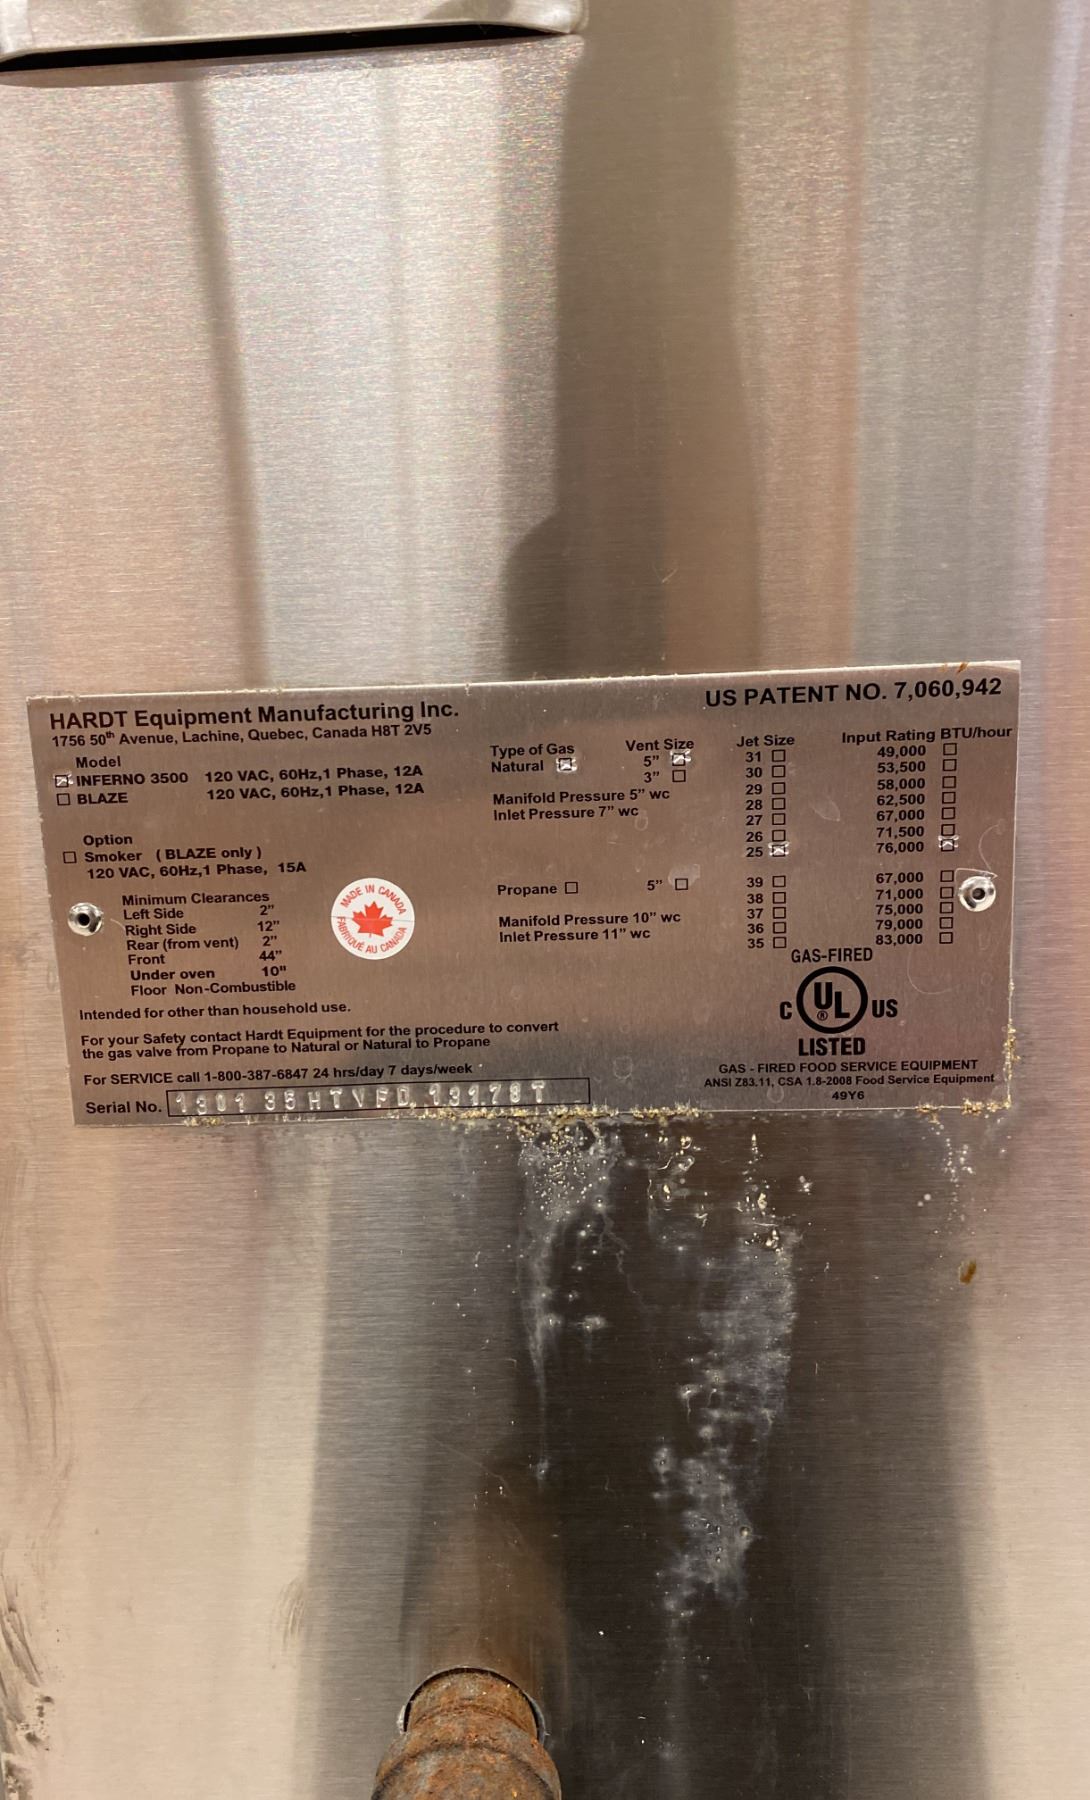 HARDT Equipment Manufacturing Inc.
1756 50th Avenue, Lachine, Quebec, Canada H8T 2V5
US PATENT NO. 7,060,942
Model
☒ INFERNO 3500 120 VAC, 60Hz,1 Phase, 12A
☐ BLAZE 120 VAC, 60Hz,1 Phase, 12A
Option
☐ Smoker ( BLAZE only )
120 VAC, 60Hz,1 Phase, 15A
Minimum Clearances
Left Side 2"
Right Side 12"
Rear (from vent) 2"
Front 44"
Under oven 10"
Floor Non-Combustible
MADE IN CANADA
FABRIQUÉ AU CANADA
Type of Gas Vent Size Jet Size Input Rating BTU/hour
Natural ☒ 5" ☒ 31 ☐ 49,000 ☐
3" ☐ 30 ☐ 53,500 ☐
Manifold Pressure 5" wc 29 ☐ 58,000 ☐
Inlet Pressure 7" wc 28 ☐ 62,500 ☐
27 ☐ 67,000 ☐
26 ☐ 71,500 ☐
25 ☒ 76,000 ☒
Propane ☐ 5" ☐ 39 ☐ 67,000 ☐
38 ☐ 71,000 ☐
Manifold Pressure 10" wc 37 ☐ 75,000 ☐
Inlet Pressure 11" wc 36 ☐ 79,000 ☐
35 ☐ 83,000 ☐
Intended for other than household use.
For your Safety contact Hardt Equipment for the procedure to convert
the gas valve from Propane to Natural or Natural to Propane
For SERVICE call 1-800-387-6847 24 hrs/day 7 days/week
Serial No. 1301 35HTVFD 13178T
GAS-FIRED
C UL ® US
LISTED
GAS - FIRED FOOD SERVICE EQUIPMENT
ANSI Z83.11, CSA 1.8-2008 Food Service Equipment
49Y6